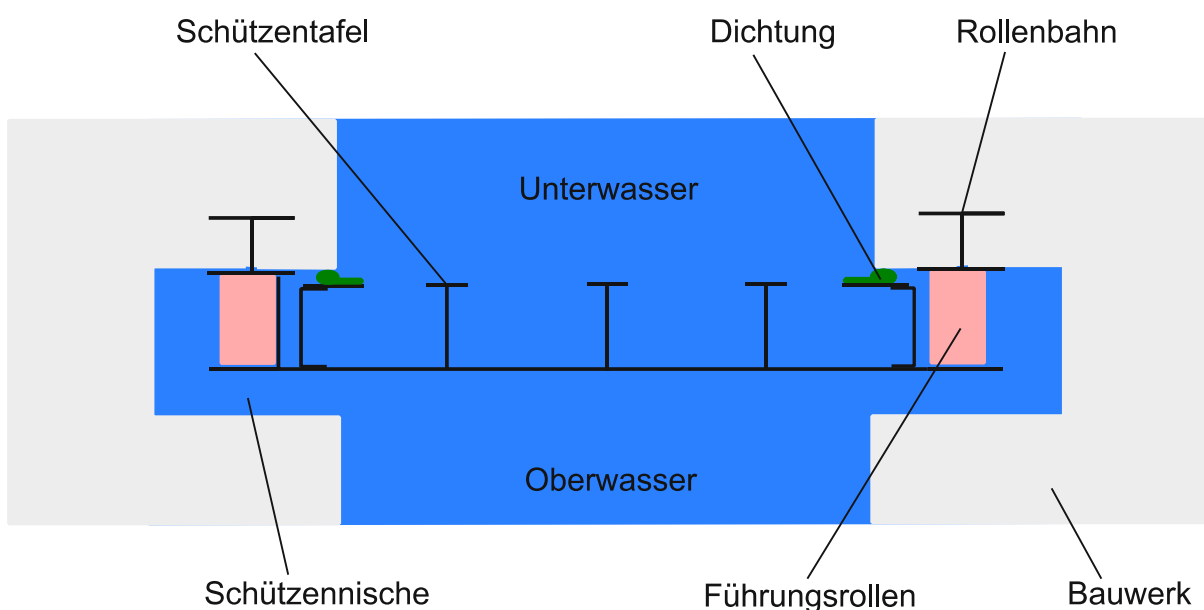 Schützentafel
Dichtung
Rollenbahn
Unterwasser
Oberwasser
Schützennische
Führungsrollen
Bauwerk